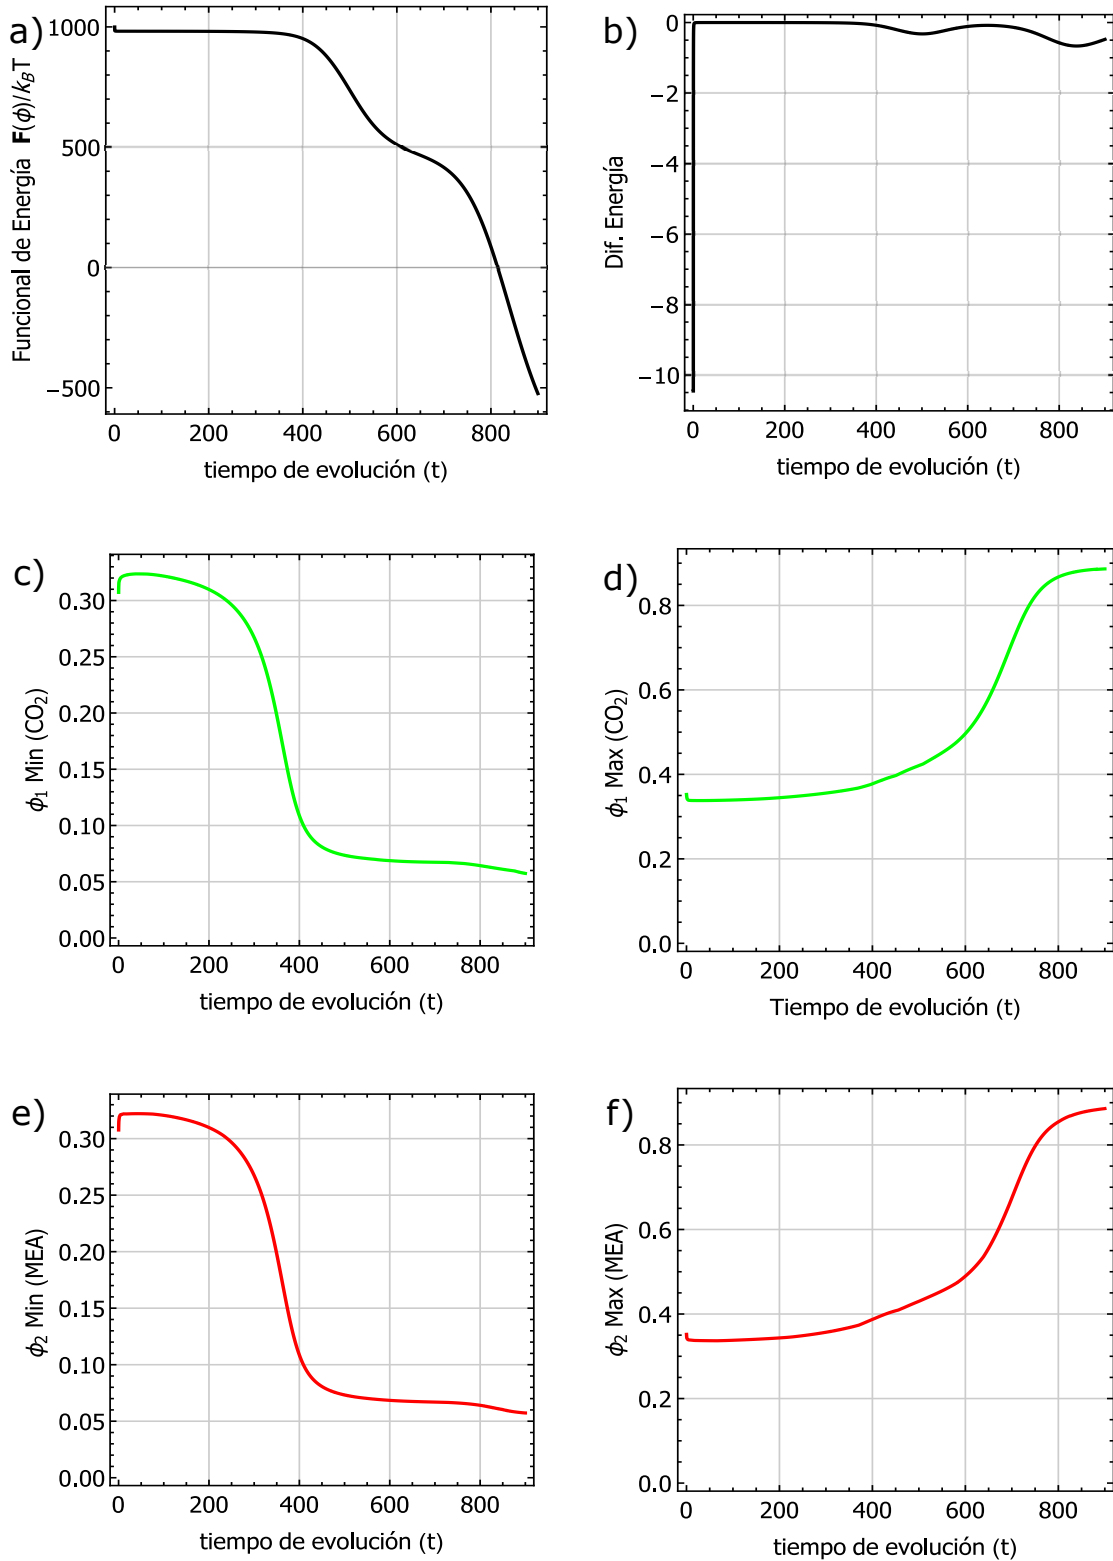 a)
Funcional de Energía F(ϕ)/k_BT
1000
500
0
−500
0 200 400 600 800
tiempo de evolución (t)
b)
Dif. Energía
0
−2
−4
−6
−8
−10
0 200 400 600 800
tiempo de evolución (t)
c)
ϕ₁ Min (CO₂)
0.30
0.25
0.20
0.15
0.10
0.05
0.00
0 200 400 600 800
tiempo de evolución (t)
d)
ϕ₁ Max (CO₂)
0.8
0.6
0.4
0.2
0.0
0 200 400 600 800
Tiempo de evolución (t)
e)
ϕ₂ Min (MEA)
0.30
0.25
0.20
0.15
0.10
0.05
0.00
0 200 400 600 800
tiempo de evolución (t)
f)
ϕ₂ Max (MEA)
0.8
0.6
0.4
0.2
0.0
0 200 400 600 800
tiempo de evolución (t)